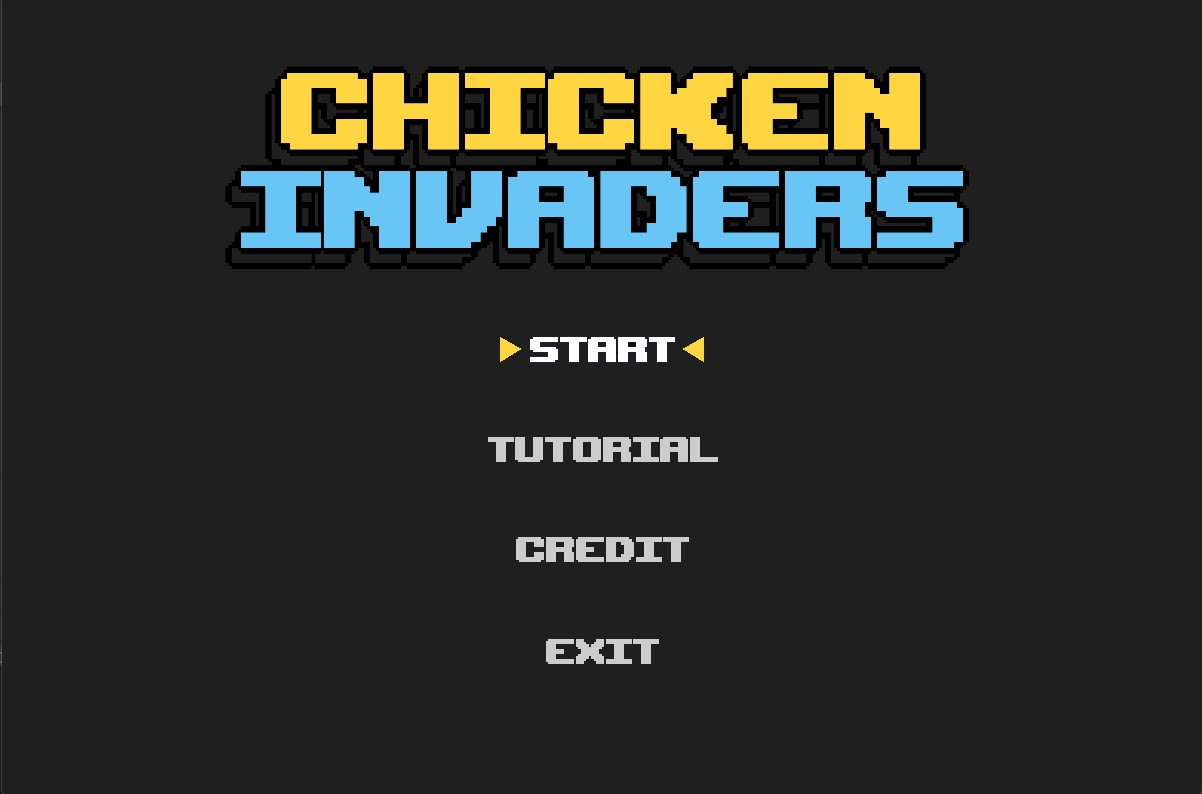 CHICKEN
INVADERS
START
TUTORIAL
CREDIT
EXIT